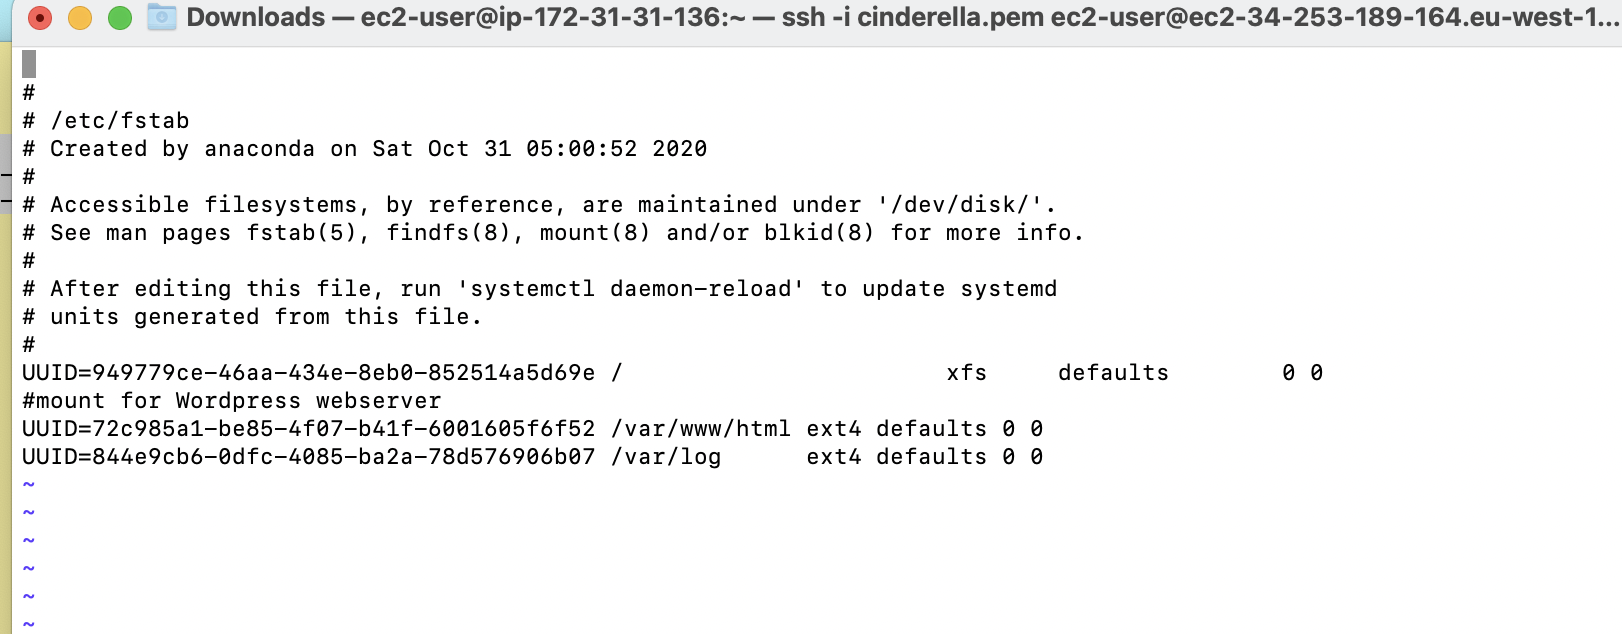 Downloads — ec2-user@ip-172-31-31-136:~ — ssh -i cinderella.pem ec2-user@ec2-34-253-189-164.eu-west-1...
#
# /etc/fstab
# Created by anaconda on Sat Oct 31 05:00:52 2020
#
# Accessible filesystems, by reference, are maintained under '/dev/disk/'.
# See man pages fstab(5), findfs(8), mount(8) and/or blkid(8) for more info.
#
# After editing this file, run 'systemctl daemon-reload' to update systemd
# units generated from this file.
#
UUID=949779ce-46aa-434e-8eb0-852514a5d69e /                       xfs     defaults        0 0
#mount for Wordpress webserver
UUID=72c985a1-be85-4f07-b41f-6001605f6f52 /var/www/html ext4 defaults 0 0
UUID=844e9cb6-0dfc-4085-ba2a-78d576906b07 /var/log      ext4 defaults 0 0
~
~
~
~
~
~